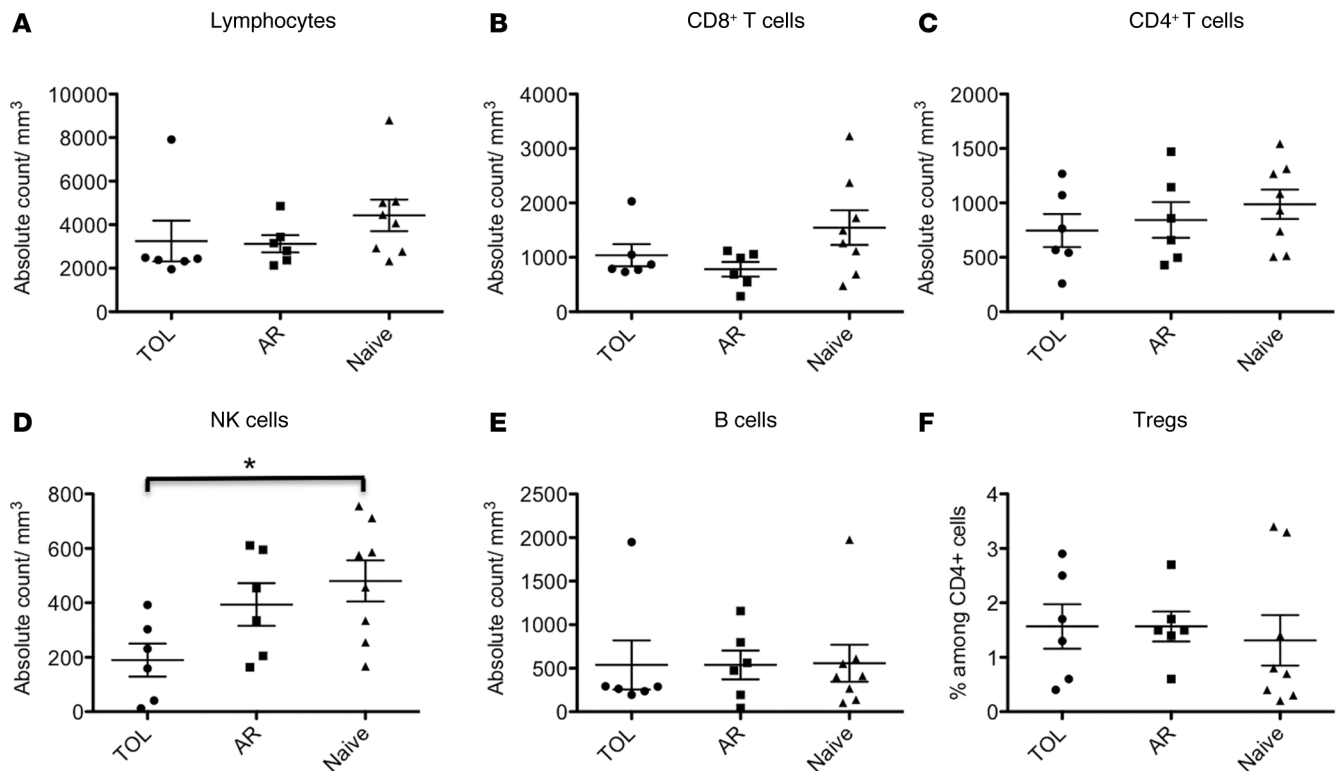 A Lymphocytes
Absolute count/ mm³
10000
8000
6000
4000
2000
0
TOL AR Naive
B CD8⁺ T cells
Absolute count/ mm³
4000
3000
2000
1000
0
TOL AR Naive
C CD4⁺ T cells
Absolute count/ mm³
2000
1500
1000
500
0
TOL AR Naive
D NK cells
*
Absolute count/ mm³
800
600
400
200
0
TOL AR Naive
E B cells
Absolute count/ mm³
2500
2000
1500
1000
500
0
TOL AR Naive
F Tregs
% among CD4+ cells
4
3
2
1
0
TOL AR Naive